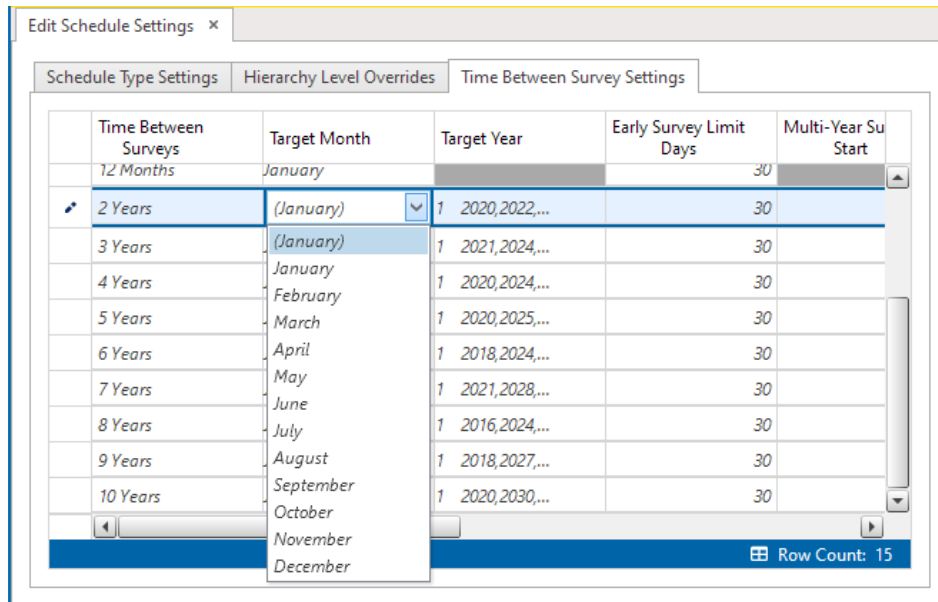 Edit Schedule Settings ×
Schedule Type Settings Hierarchy Level Overrides Time Between Survey Settings
Time Between Surveys Target Month Target Year Early Survey Limit Days Multi-Year Su Start
12 Months January 30
2 Years (January) 1 2020,2022,... 30
3 Years 1 2021,2024,... 30
4 Years 1 2020,2024,... 30
5 Years 1 2020,2025,... 30
6 Years 1 2018,2024,... 30
7 Years 1 2021,2028,... 30
8 Years 1 2016,2024,... 30
9 Years 1 2018,2027,... 30
10 Years 1 2020,2030,... 30
(January)
January
February
March
April
May
June
July
August
September
October
November
December
Row Count: 15